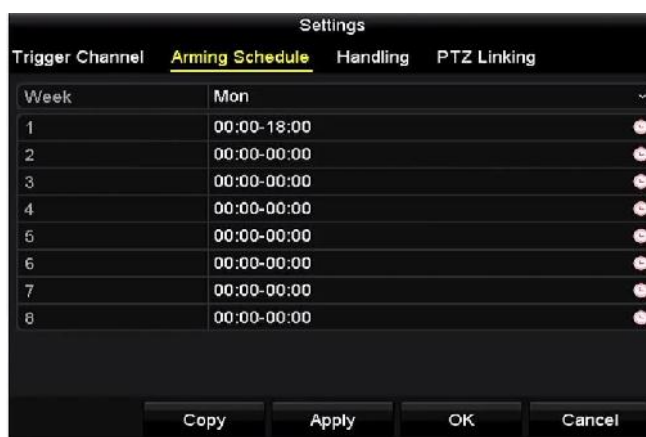 Settings
Trigger Channel Arming Schedule Handling PTZ Linking
Week Mon
1 00:00-18:00
2 00:00-00:00
3 00:00-00:00
4 00:00-00:00
5 00:00-00:00
6 00:00-00:00
7 00:00-00:00
8 00:00-00:00
Copy Apply OK Cancel